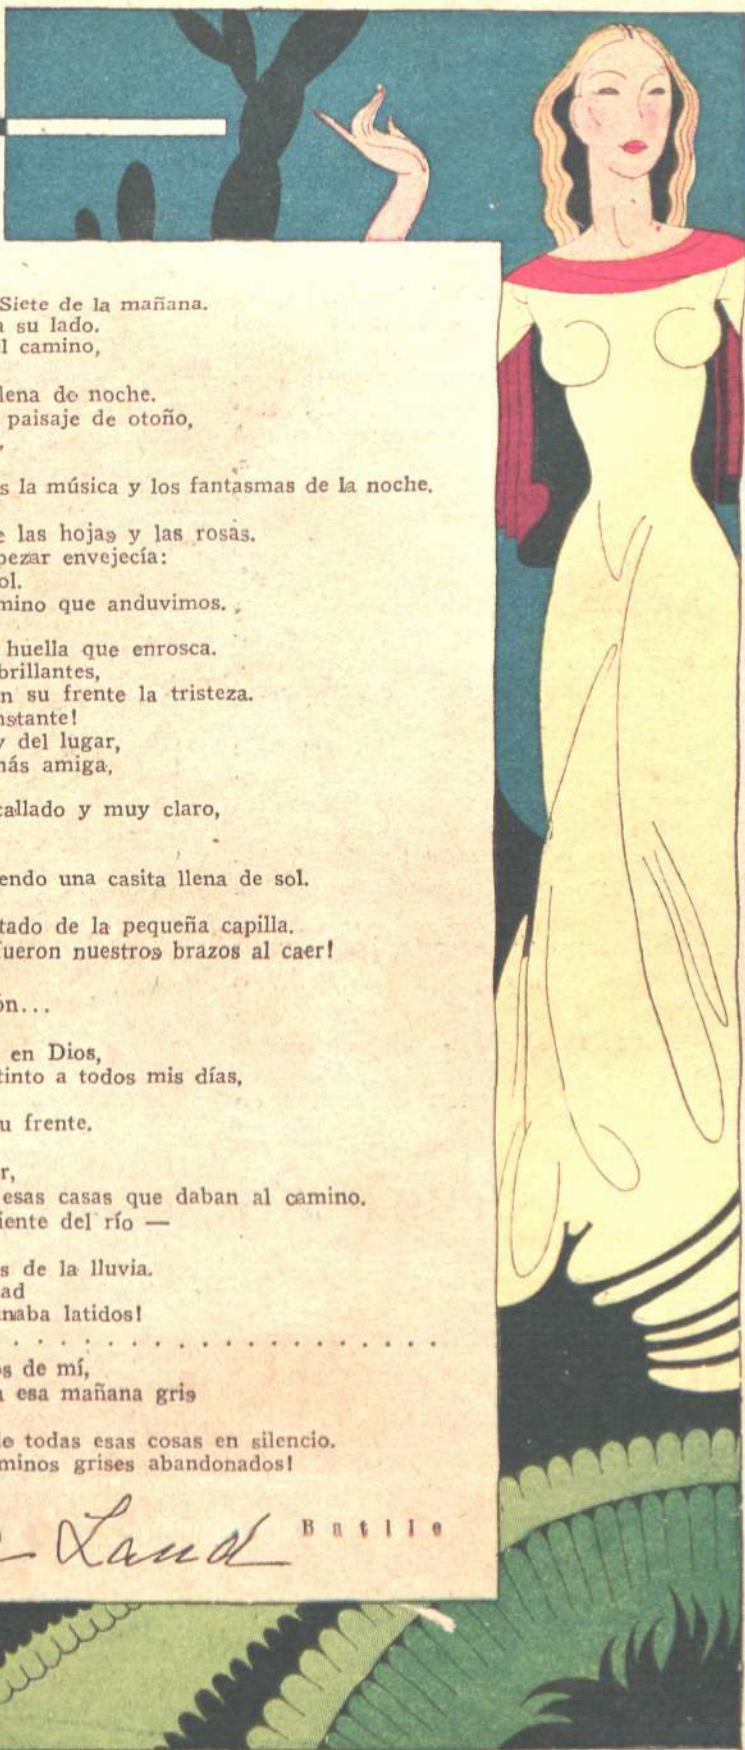 Siete de la mañana.
a su lado.
l camino,
lena de noche.
paisaje de otoño,
,
s la música y los fantasmas de la noche.
e las hojas y las rosas.
pezar envejecía:
ol.
mino que anduvimos.
huella que enrosca.
brillantes,
n su frente la tristeza.
nstante!
y del lugar,
más amiga,
callado y muy claro,
endo una casita llena de sol.
tado de la pequeña capilla.
fueron nuestros brazos al caer!
ón...
en Dios,
tinto a todos mis días,
u frente.
r,
esas casas que daban al camino.
iente del río —
s de la lluvia.
ad
naba latidos!
. . . . . . . . . . . . . . . . . . .
os de mí,
a esa mañana gris
le todas esas cosas en silencio.
minos grises abandonados!
Land Batlle